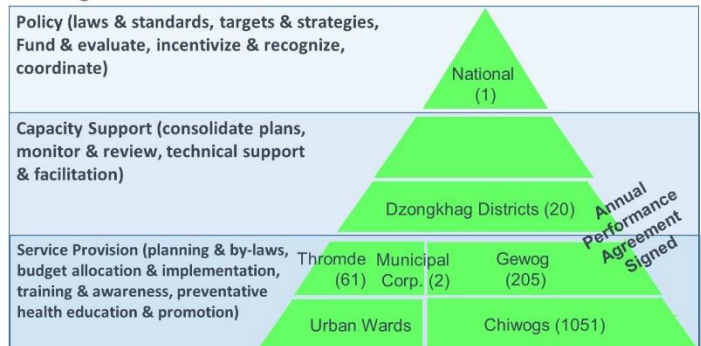 Policy (laws & standards, targets & strategies,
Fund & evaluate, incentivize & recognize,
coordinate)
National
(1)
Capacity Support (consolidate plans,
monitor & review, technical support
& facilitation)
Dzongkhag Districts (20)
Annual
Performance
Agreement
Signed
Service Provision (planning & by-laws,
budget allocation & implementation,
training & awareness, preventative
health education & promotion)
Thromde
(61)
Municipal
Corp. (2)
Gewog
(205)
Urban Wards
Chiwogs (1051)